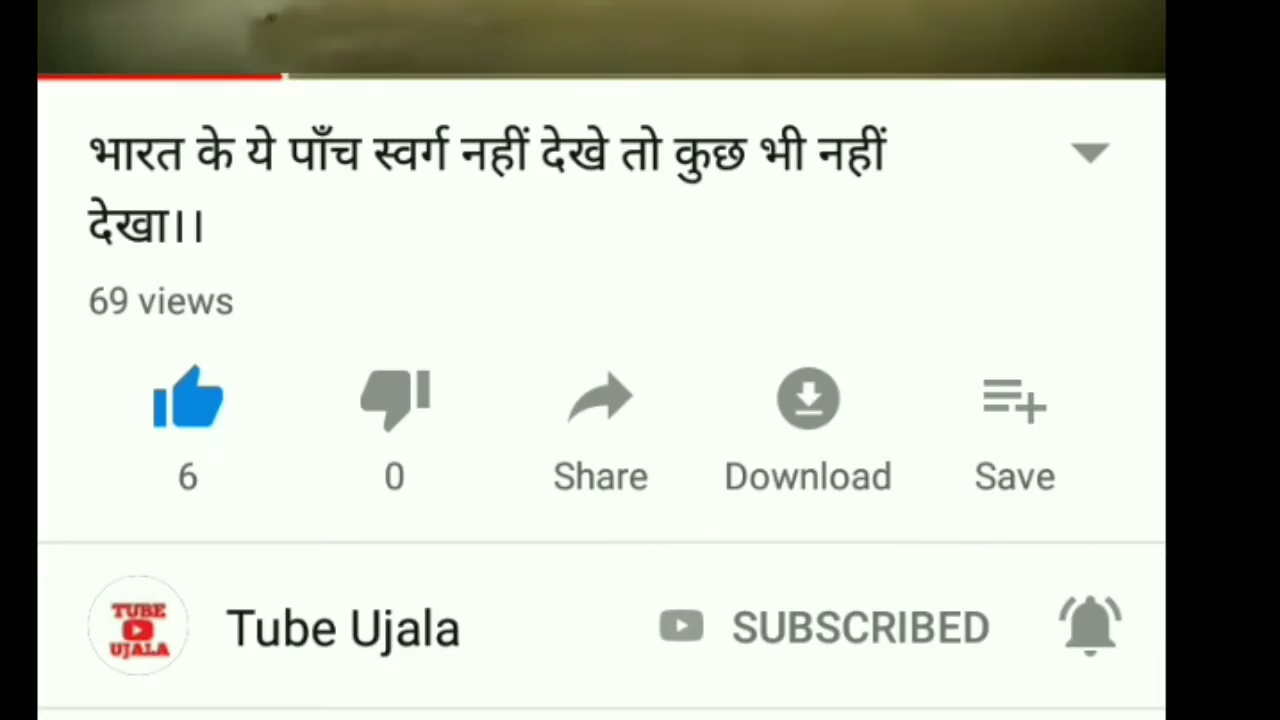 भारत के ये पाँच स्वर्ग नहीं देखे तो कुछ भी नहीं
देखा।।
69 views
6
0
Share
Download
Save
TUBE
UJALA
Tube Ujala
SUBSCRIBED